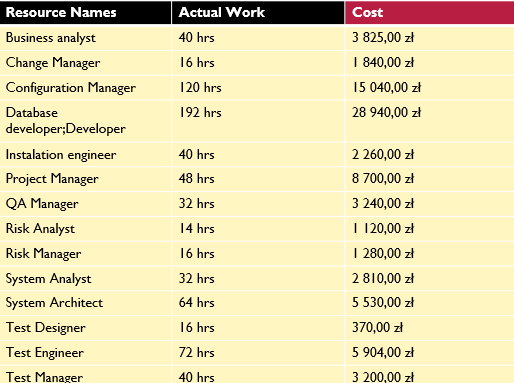 Resource Names Actual Work Cost
Business analyst 40 hrs 3 825,00 zł
Change Manager 16 hrs 1 840,00 zł
Configuration Manager 120 hrs 15 040,00 zł
Database 192 hrs 28 940,00 zł
developer;Developer
Instalation engineer 40 hrs 2 260,00 zł
Project Manager 48 hrs 8 700,00 zł
QA Manager 32 hrs 3 240,00 zł
Risk Analyst 14 hrs 1 120,00 zł
Risk Manager 16 hrs 1 280,00 zł
System Analyst 32 hrs 2 810,00 zł
System Architect 64 hrs 5 530,00 zł
Test Designer 16 hrs 370,00 zł
Test Engineer 72 hrs 5 904,00 zł
Test Manager 40 hrs 3 200,00 zł